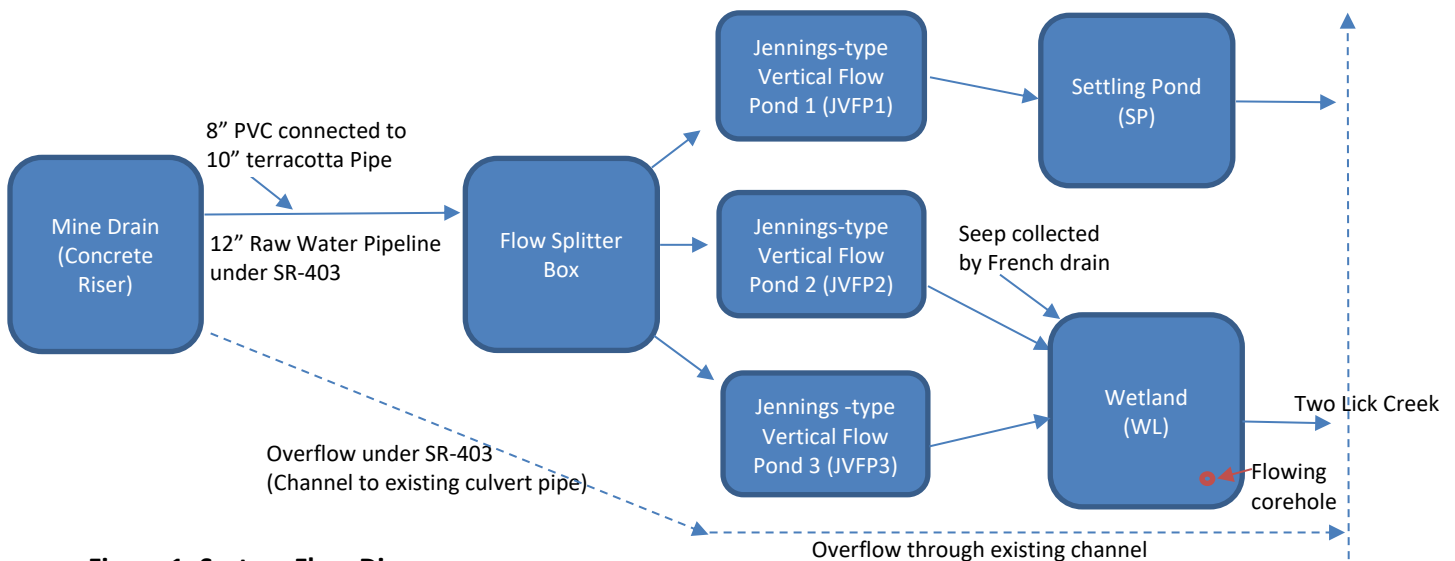 Jennings-type
Vertical Flow
Pond 1 (JVFP1)
Settling Pond
(SP)
8” PVC connected to
10” terracotta Pipe
Mine Drain
(Concrete
Riser)
12” Raw Water Pipeline
under SR-403
Flow Splitter
Box
Jennings-type
Vertical Flow
Pond 2 (JVFP2)
Seep collected
by French drain
Jennings -type
Vertical Flow
Pond 3 (JVFP3)
Wetland
(WL)
Two Lick Creek
Flowing
corehole
Overflow under SR-403
(Channel to existing culvert pipe)
Overflow through existing channel